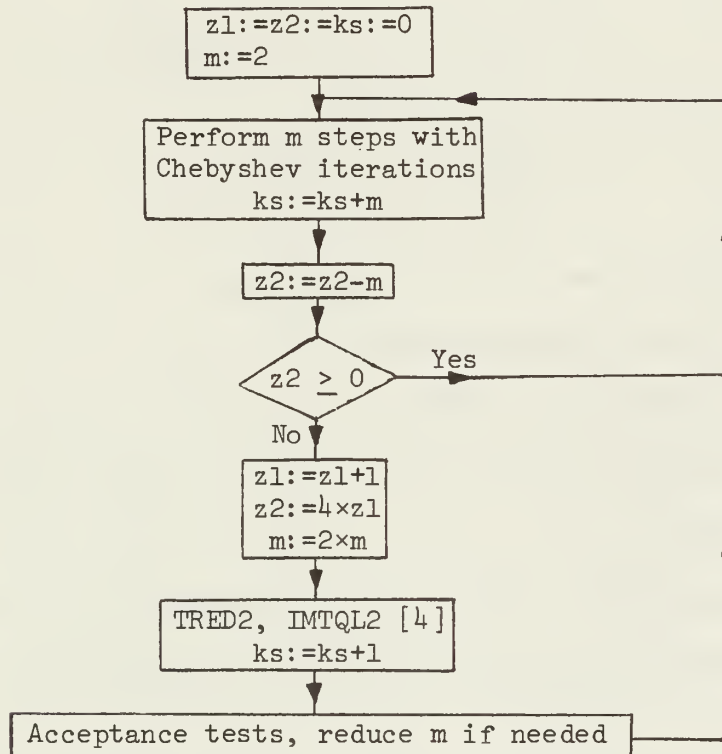 z1:=z2:=ks:=0
m:=2
Perform m steps with
Chebyshev iterations
ks:=ks+m
z2:=z2-m
z2 ≥ 0
Yes
No
z1:=z1+1
z2:=4×z1
m:=2×m
TRED2, IMTQL2 [4]
ks:=ks+1
Acceptance tests, reduce m if needed